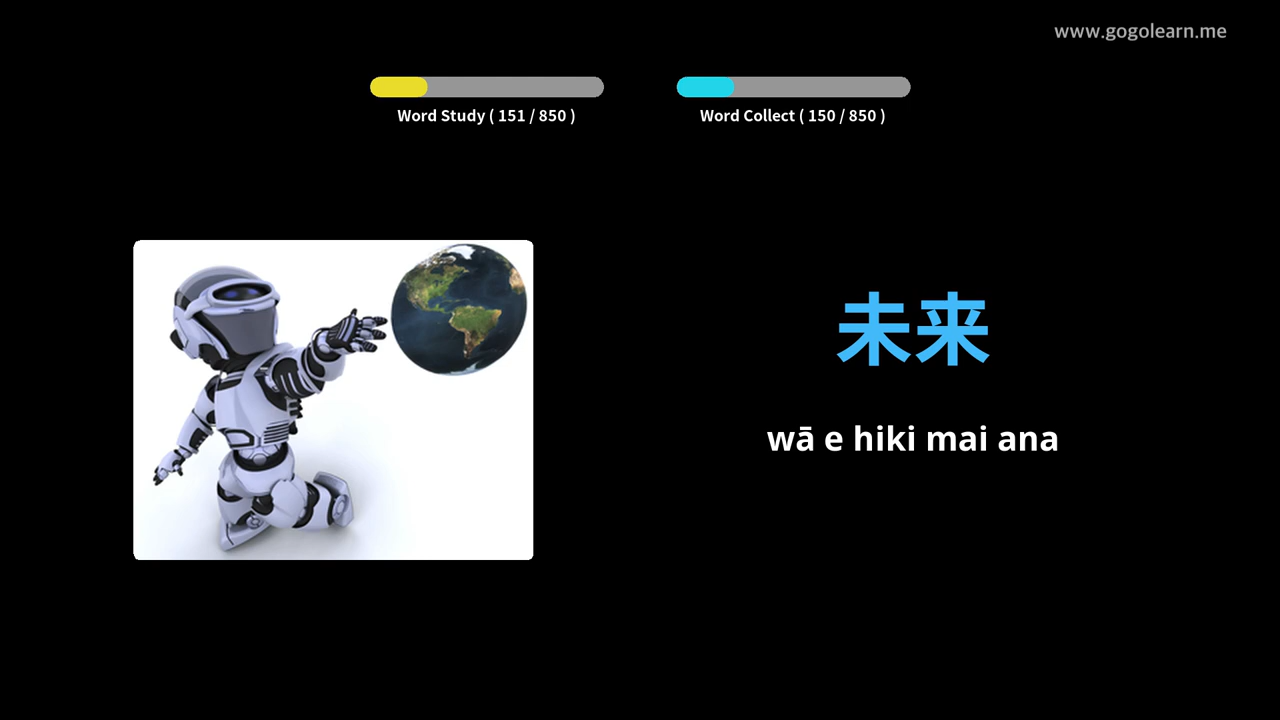 www.gogolearn.me
Word Study ( 151 / 850 )
Word Collect ( 150 / 850 )
未来
wā e hiki mai ana